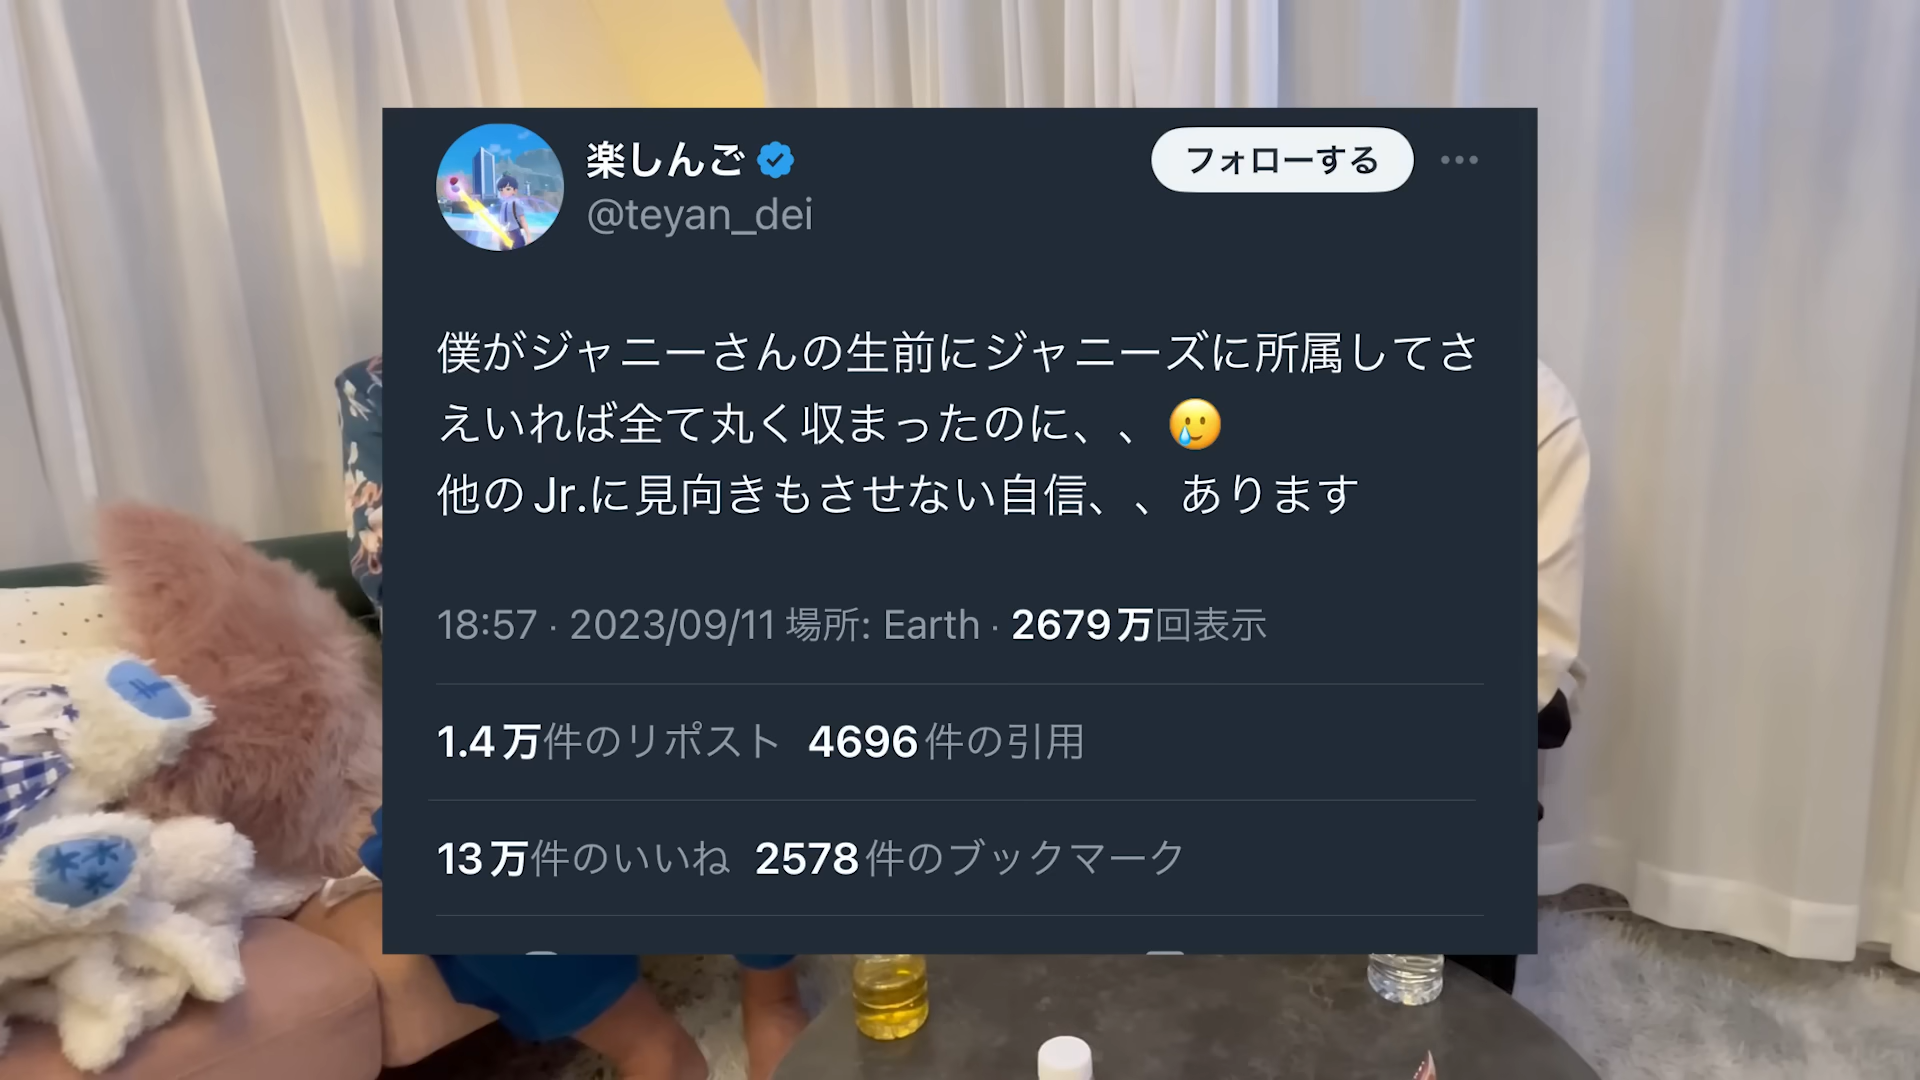 楽しんご
フォローする
@teyan_dei
僕がジャニーさんの生前にジャニーズに所属してさ
えいれば全て丸く収まったのに、、🥲
他のJr.に見向きもさせない自信、、あります
18:57 · 2023/09/11 場所: Earth · 2679万回表示
1.4万件のリポスト 4696件の引用
13万件のいいね 2578件のブックマーク